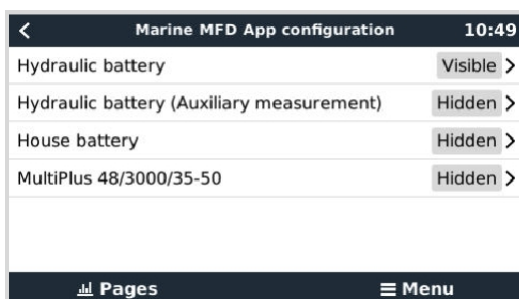 Marine MFD App configuration 10:49
Hydraulic battery Visible
Hydraulic battery (Auxiliary measurement) Hidden
House battery Hidden
MultiPlus 48/3000/35-50 Hidden
Pages Menu